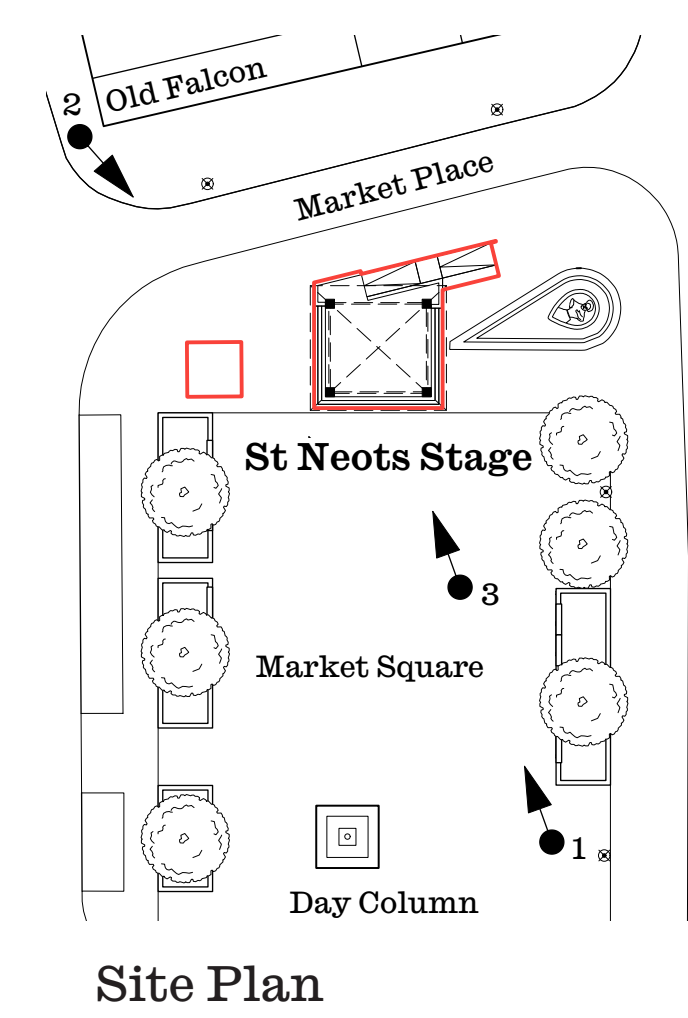 Old Falcon
2
Market Place
St Neots Stage
3
Market Square
1
Day Column
Site Plan